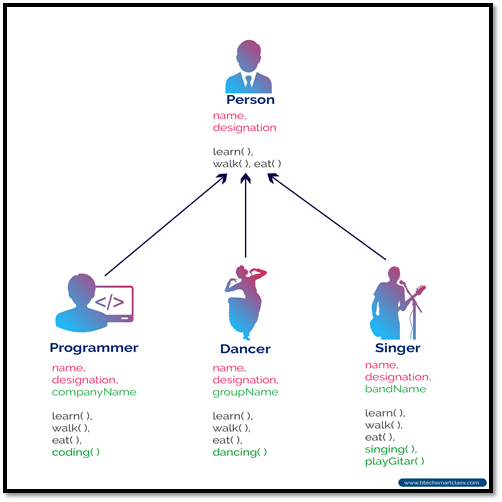 Person
name,
designation
learn( ),
walk( ), eat( )
</>
Programmer
name,
designation,
companyName
learn( ),
walk( ),
eat( ),
coding( )
Dancer
name,
designation,
groupName
learn( ),
walk( ),
eat( ),
dancing( )
Singer
name,
designation,
bandName
learn( ),
walk( ),
eat( ),
singing( ),
playGitar( )
www.btechsmartclass.com